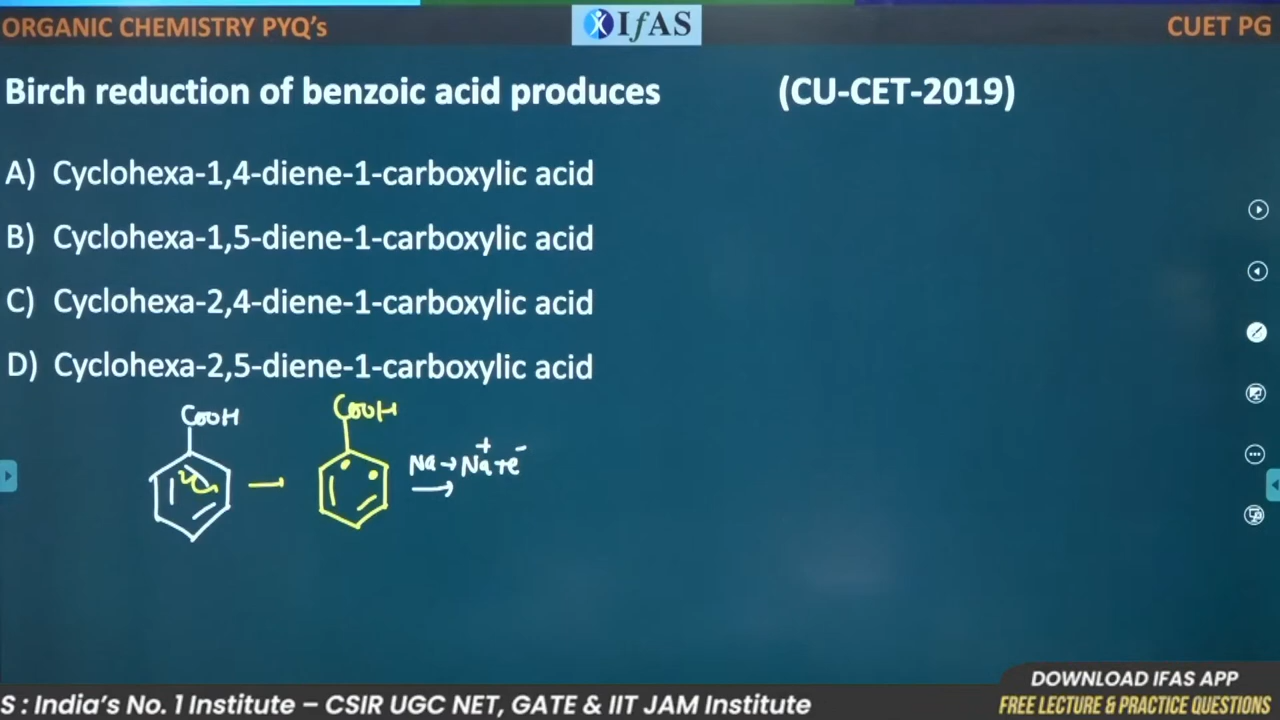 ORGANIC CHEMISTRY PYQ's
IfAS
CUET PG
Birch reduction of benzoic acid produces (CU-CET-2019)
A) Cyclohexa-1,4-diene-1-carboxylic acid
B) Cyclohexa-1,5-diene-1-carboxylic acid
C) Cyclohexa-2,4-diene-1-carboxylic acid
D) Cyclohexa-2,5-diene-1-carboxylic acid
COOH
COOH
Na→Na⁺+e⁻
DOWNLOAD IFAS APP
S : India's No. 1 Institute – CSIR UGC NET, GATE & IIT JAM Institute
FREE LECTURE & PRACTICE QUESTIONS